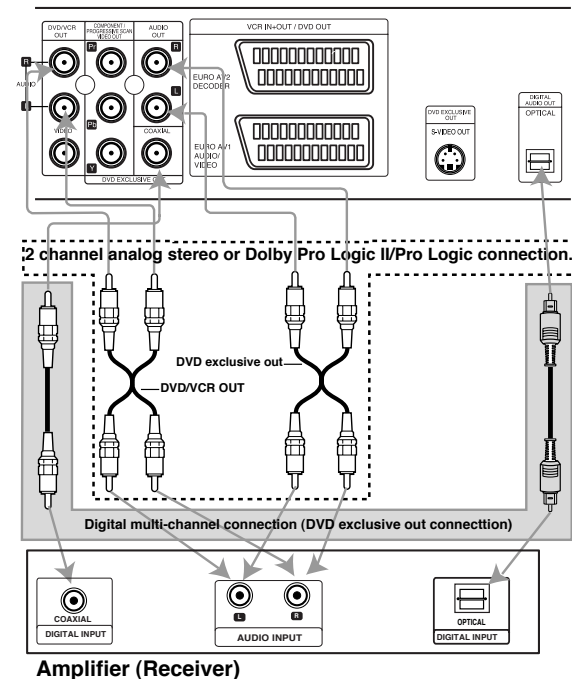 DVD/VCR
OUT
COMPONENT /
PROGRESSIVE SCAN
VIDEO OUT
AUDIO
OUT
VCR IN+OUT / DVD OUT
R
Pr
R
AUDIO
EURO AV2
DECODER
L
L
DIGITAL
AUDIO OUT
OPTICAL
DVD EXCLUSIVE
OUT
S-VIDEO OUT
VIDEO
Pb
COAXIAL
EURO AV1
AUDIO/
VIDEO
Y
DVD EXCLUSIVE OUT
2 channel analog stereo or Dolby Pro Logic II/Pro Logic connection.
DVD exclusive out
DVD/VCR OUT
Digital multi-channel connection (DVD exclusive out connecttion)
COAXIAL
DIGITAL INPUT
L
R
AUDIO INPUT
OPTICAL
DIGITAL INPUT
Amplifier (Receiver)